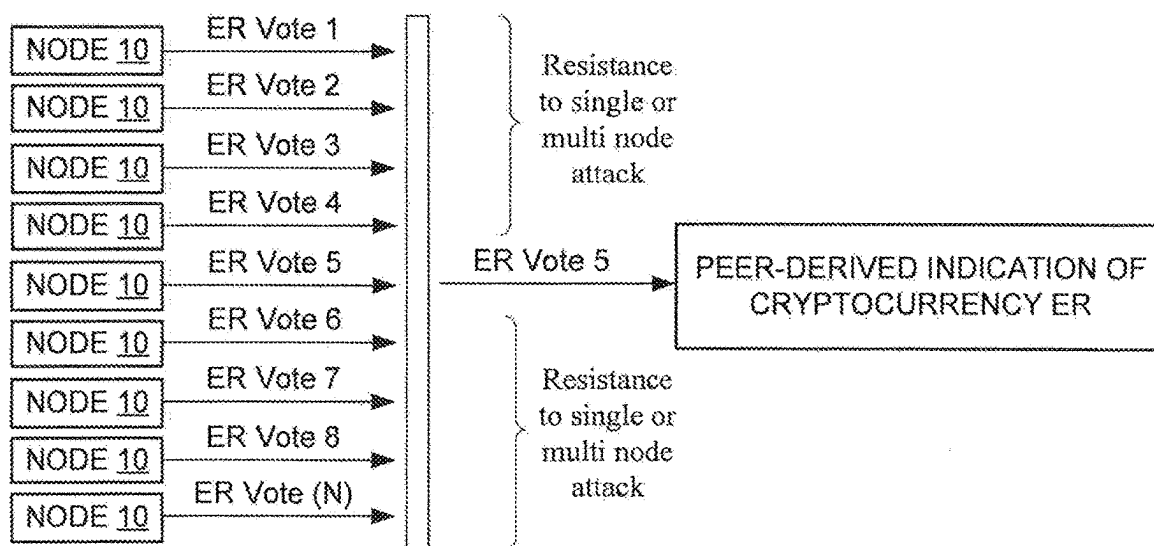 NODE 10 ER Vote 1
NODE 10 ER Vote 2
NODE 10 ER Vote 3
NODE 10 ER Vote 4
NODE 10 ER Vote 5
NODE 10 ER Vote 6
NODE 10 ER Vote 7
NODE 10 ER Vote 8
NODE 10 ER Vote (N)
Resistance
to single or
multi node
attack
ER Vote 5
PEER-DERIVED INDICATION OF
CRYPTOCURRENCY ER
Resistance
to single or
multi node
attack